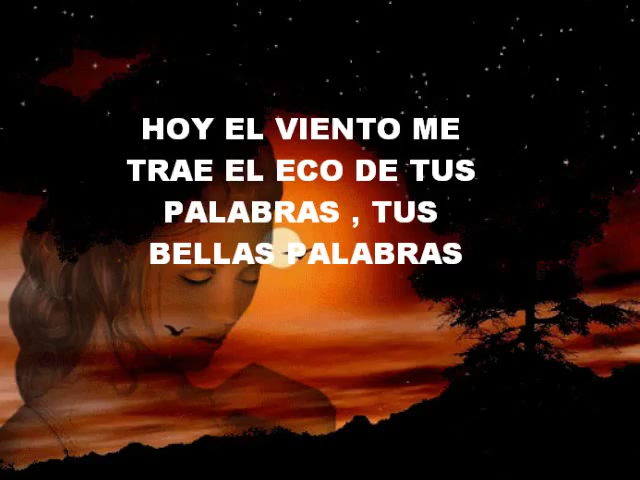 HOY EL VIENTO ME
TRAE EL ECO DE TUS
PALABRAS , TUS
BELLAS PALABRAS